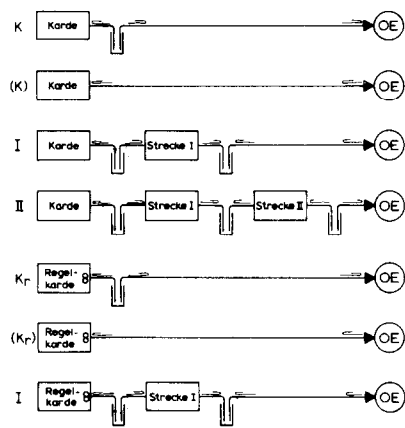 K Karde OE
(K) Karde OE
I Karde Strecke I OE
II Karde Strecke I Strecke II OE
Kr Regel-
karde OE
(Kr) Regel-
karde OE
I Regel-
karde Strecke I OE